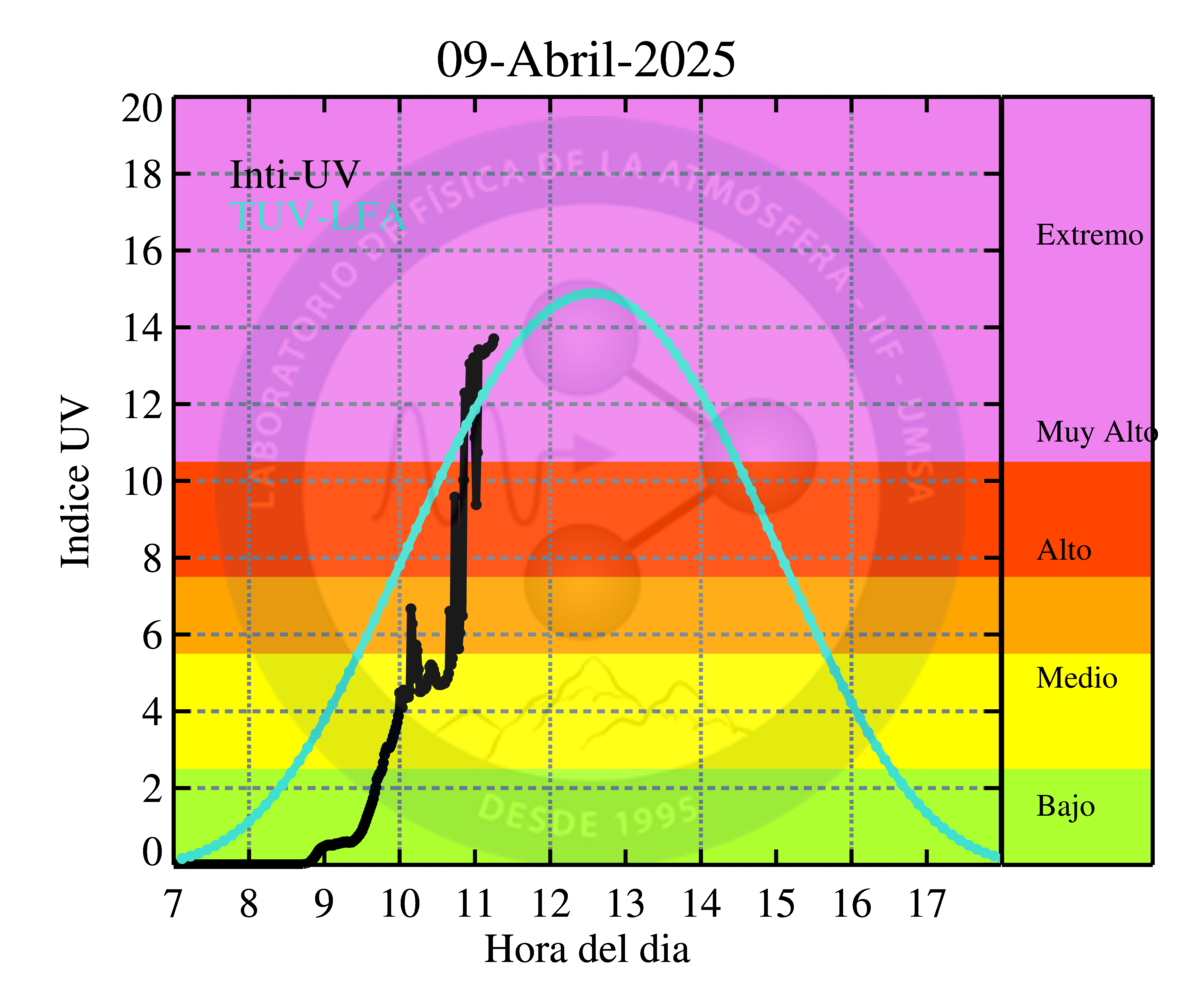 09-Abril-2025
20
18
16
14
12
10
8
6
4
2
0
Indice UV
Inti-UV
TUV-LFA
LABORATORIO DE FÍSICA DE LA ATMÓSFERA - IIF - UMSA
DESDE 1995
Extremo
Muy Alto
Alto
Medio
Bajo
7 8 9 10 11 12 13 14 15 16 17
Hora del dia